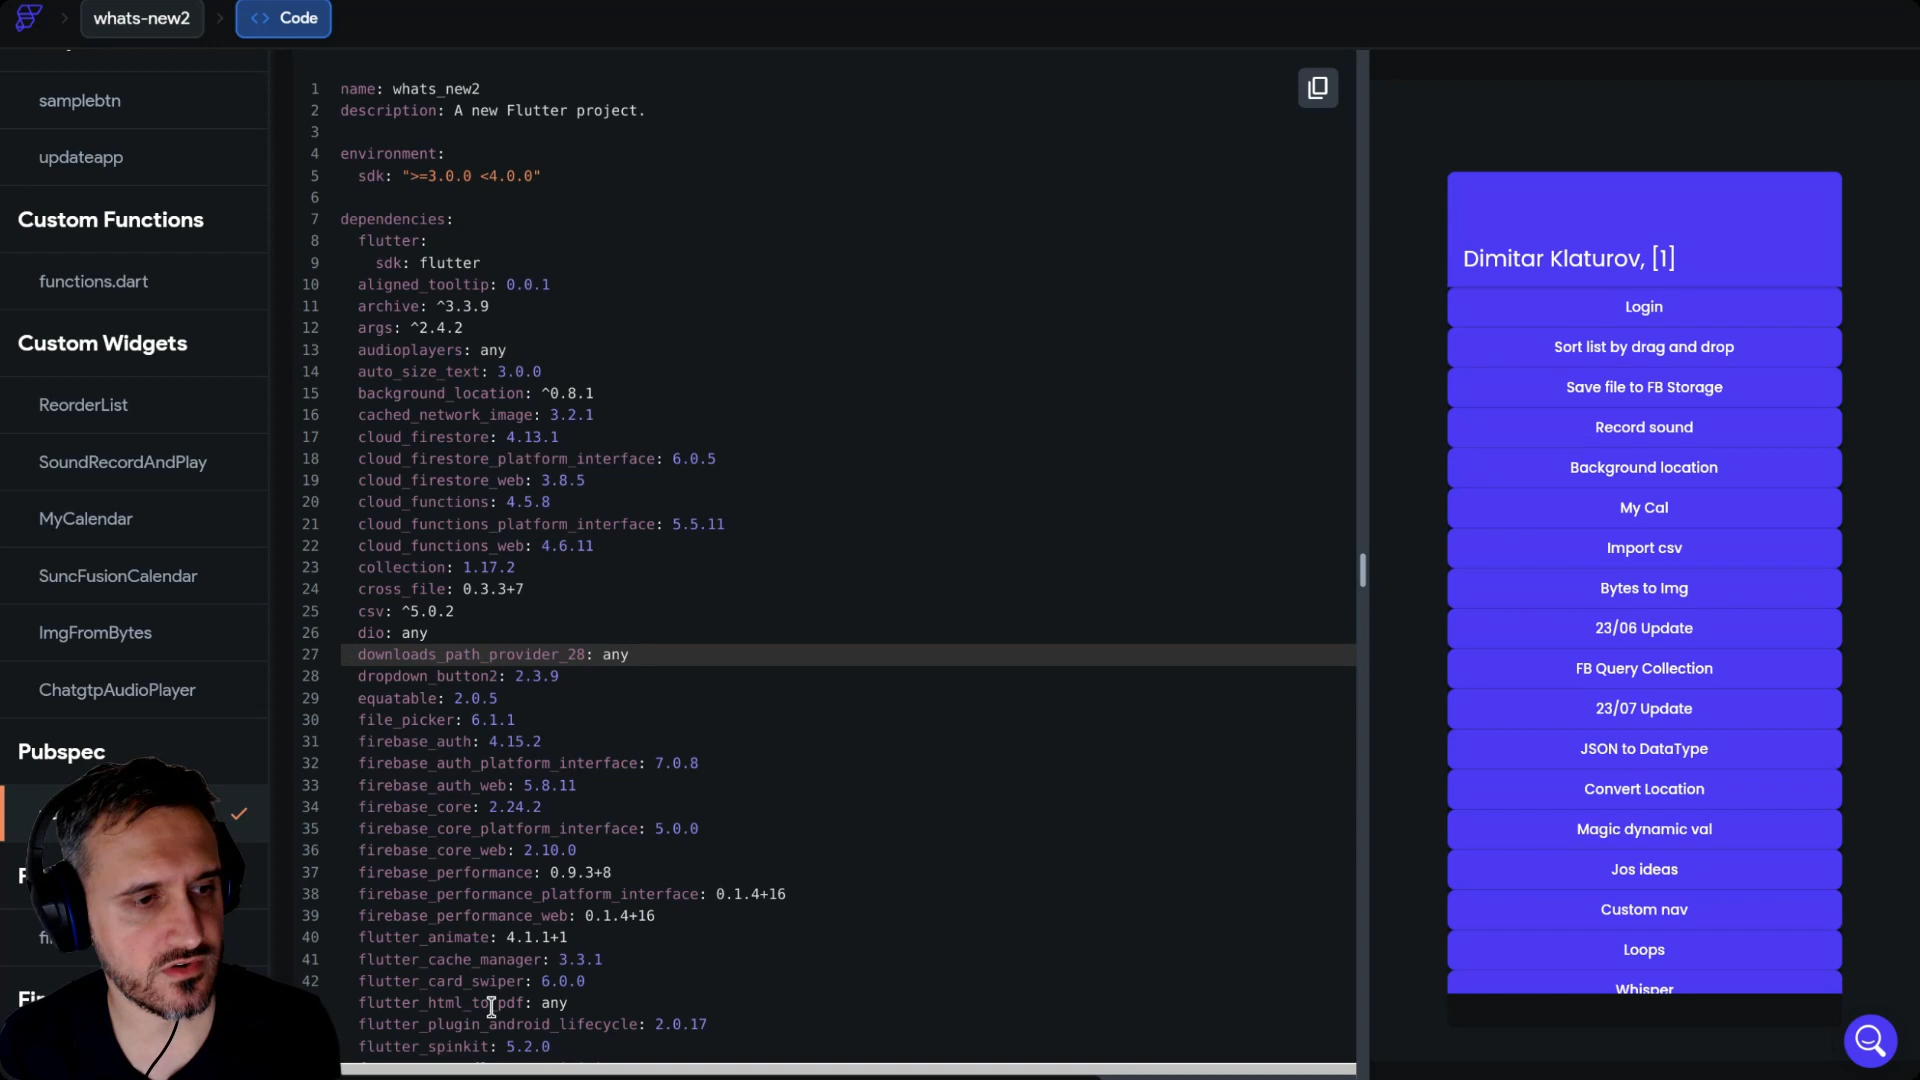 whats-new2
Code
samplebtn
updateapp
Custom Functions
functions.dart
Custom Widgets
ReorderList
SoundRecordAndPlay
MyCalendar
SuncFusionCalendar
ImgFromBytes
ChatgtpAudioPlayer
Pubspec
1 name: whats_new2
2 description: A new Flutter project.
3
4 environment:
5 sdk: ">=3.0.0 <4.0.0"
6
7 dependencies:
8 flutter:
9 sdk: flutter
10 aligned_tooltip: 0.0.1
11 archive: ^3.3.9
12 args: ^2.4.2
13 audioplayers: any
14 auto_size_text: 3.0.0
15 background_location: ^0.8.1
16 cached_network_image: 3.2.1
17 cloud_firestore: 4.13.1
18 cloud_firestore_platform_interface: 6.0.5
19 cloud_firestore_web: 3.8.5
20 cloud_functions: 4.5.8
21 cloud_functions_platform_interface: 5.5.11
22 cloud_functions_web: 4.6.11
23 collection: 1.17.2
24 cross_file: 0.3.3+7
25 csv: ^5.0.2
26 dio: any
27 downloads_path_provider_28: any
28 dropdown_button2: 2.3.9
29 equatable: 2.0.5
30 file_picker: 6.1.1
31 firebase_auth: 4.15.2
32 firebase_auth_platform_interface: 7.0.8
33 firebase_auth_web: 5.8.11
34 firebase_core: 2.24.2
35 firebase_core_platform_interface: 5.0.0
36 firebase_core_web: 2.10.0
37 firebase_performance: 0.9.3+8
38 firebase_performance_platform_interface: 0.1.4+16
39 firebase_performance_web: 0.1.4+16
40 flutter_animate: 4.1.1+1
41 flutter_cache_manager: 3.3.1
42 flutter_card_swiper: 6.0.0
flutter_html_to_pdf: any
flutter_plugin_android_lifecycle: 2.0.17
flutter_spinkit: 5.2.0
Dimitar Klaturov, [1]
Login
Sort list by drag and drop
Save file to FB Storage
Record sound
Background location
My Cal
Import csv
Bytes to Img
23/06 Update
FB Query Collection
23/07 Update
JSON to DataType
Convert Location
Magic dynamic val
Jos ideas
Custom nav
Loops
Whisper